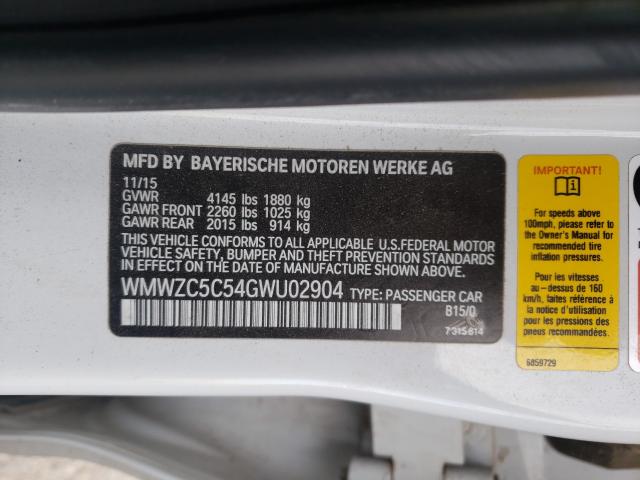 MFD BY BAYERISCHE MOTOREN WERKE AG
11/15
GVWR 4145 lbs 1880 kg
GAWR FRONT 2260 lbs 1025 kg
GAWR REAR 2015 lbs 914 kg
THIS VEHICLE CONFORMS TO ALL APPLICABLE U.S.FEDERAL MOTOR
VEHICLE SAFETY, BUMPER AND THEFT PREVENTION STANDARDS
IN EFFECT ON THE DATE OF MANUFACTURE SHOWN ABOVE.
WMWZC5C54GWU02904 TYPE: PASSENGER CAR
B15/0
7315614
IMPORTANT!
For speeds above
100mph, please refer to
the Owner's Manual for
recommended tire
inflation pressures.
Pour les vitesses
au-dessus de 160
km/h, faites référence à
la notice d'utilisation
pour les pressions des
pneus recommandées.
6859729